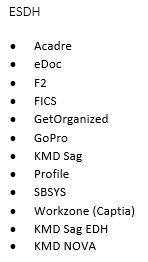 ESDH
• Acadre
• eDoc
• F2
• FICS
• GetOrganized
• GoPro
• KMD Sag
• Profile
• SBSYS
• Workzone (Captia)
• KMD Sag EDH
• KMD NOVA